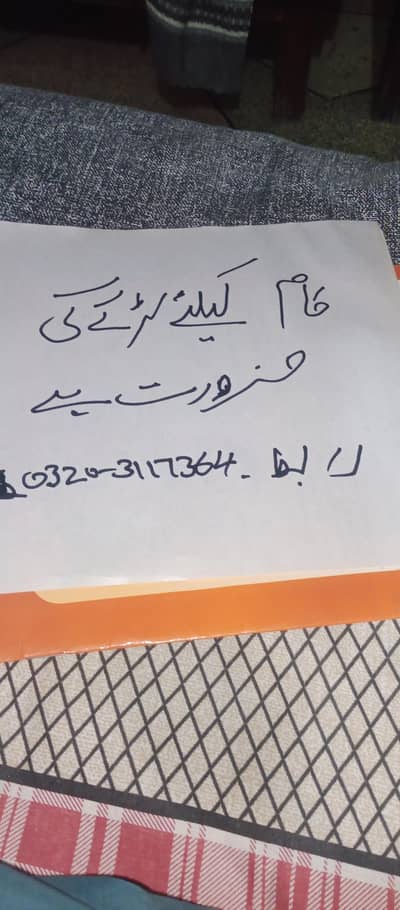 کام کیلئے لڑکے کی
ضرورت ہے
رابطہ 0320-3117364